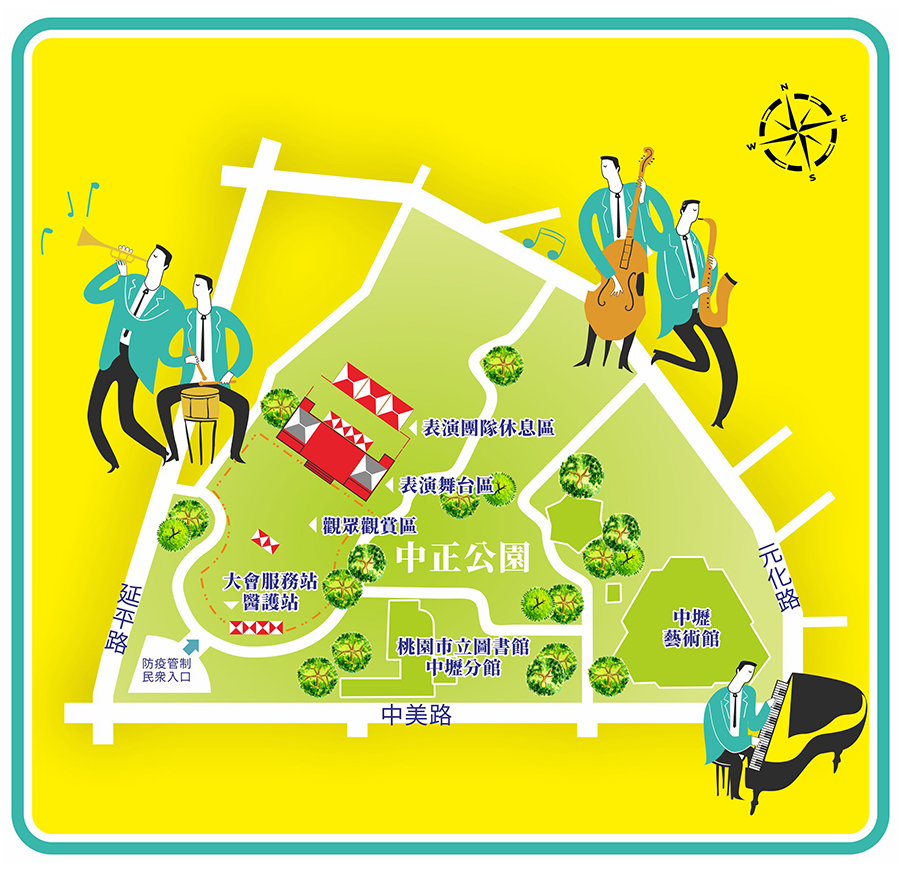 N
E
W
S
表演團隊休息區
表演舞台區
觀眾觀賞區
中正公園
大會服務站
醫護站
延平路
元化路
中壢
藝術館
桃園市立圖書館
中壢分館
防疫管制
民眾入口
中美路